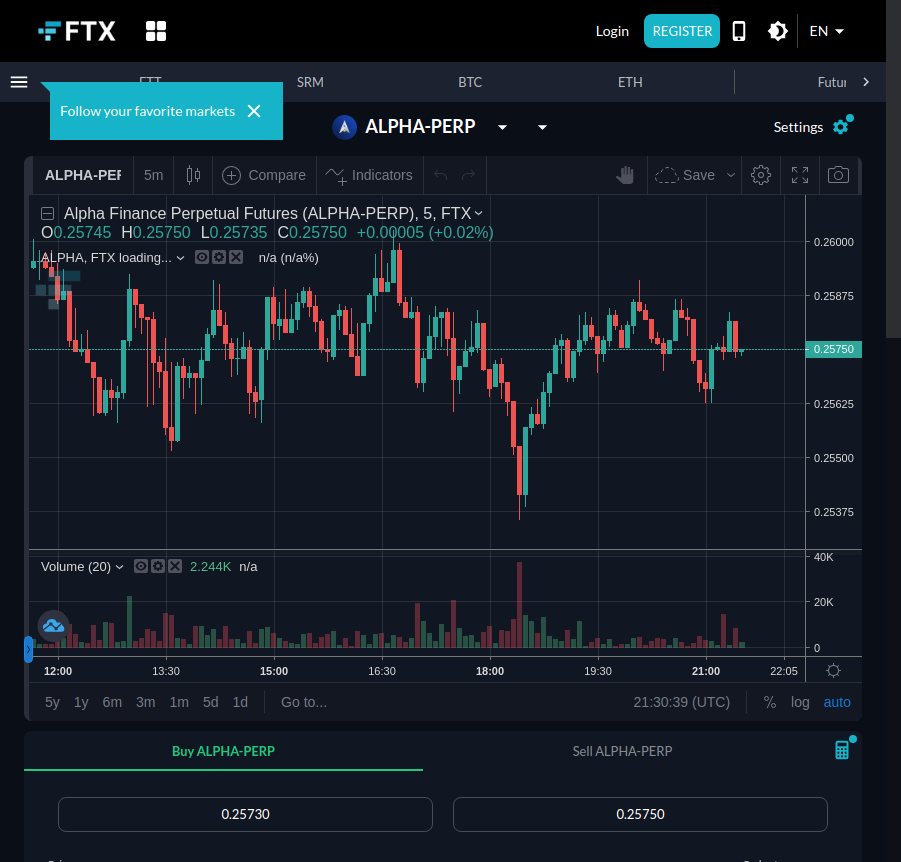 FTX
Login
REGISTER
EN
FTT
SRM
BTC
ETH
Futur
Follow your favorite markets
ALPHA-PERP
Settings
ALPHA-PER
5m
Compare
Indicators
Save
Alpha Finance Perpetual Futures (ALPHA-PERP), 5, FTX
O0.25745 H0.25750 L0.25735 C0.25750 +0.00005 (+0.02%)
ALPHA, FTX loading... n/a (n/a%)
0.26000
0.25875
0.25750
0.25625
0.25500
0.25375
Volume (20) 2.244K n/a
40K
20K
0
12:00 13:30 15:00 16:30 18:00 19:30 21:00 22:05
5y 1y 6m 3m 1m 5d 1d Go to... 21:30:39 (UTC) % log auto
Buy ALPHA-PERP
Sell ALPHA-PERP
0.25730
0.25750